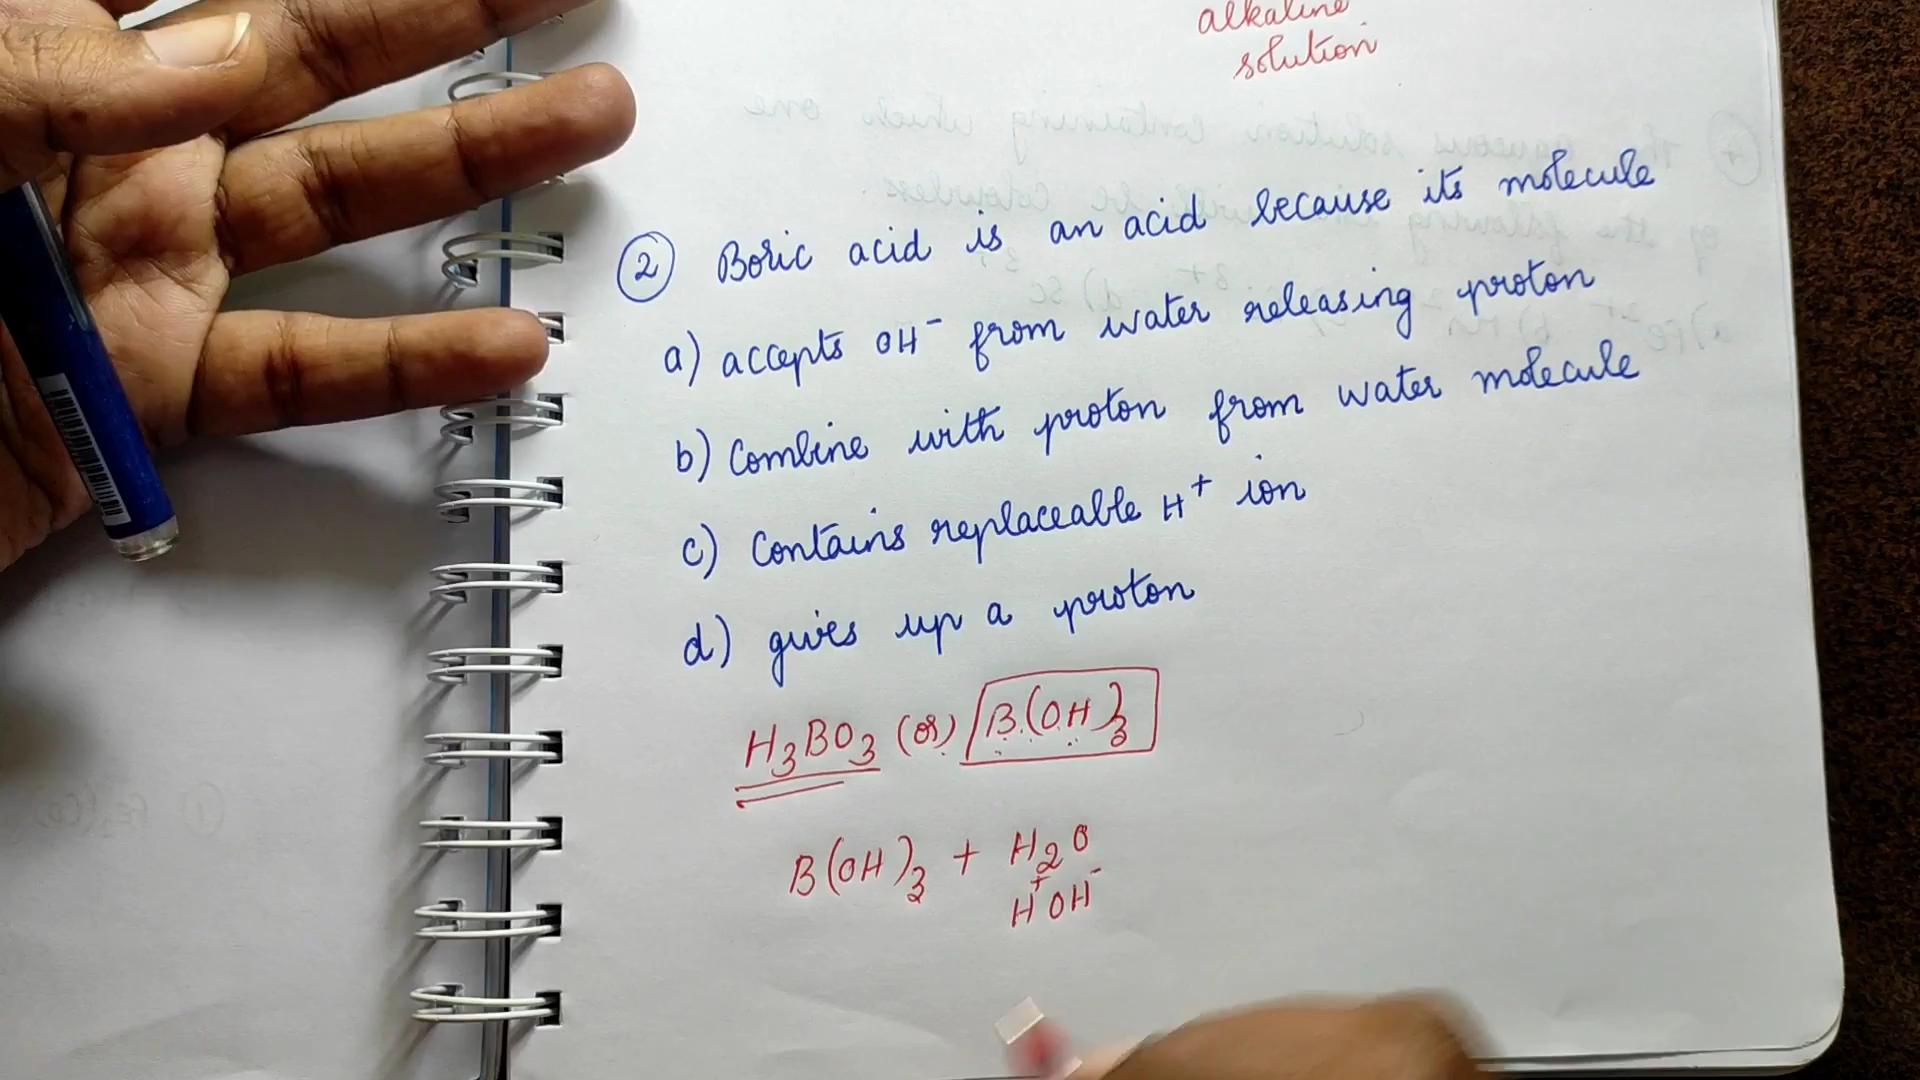 alkaline
solution
② Boric acid is an acid because its molecule
a) accepts OH⁻ from water releasing proton
b) Combine with proton from water molecule
c) Contains replaceable H⁺ ion
d) gives up a proton
H₃BO₃ (or) B(OH)₃
B(OH)₃ + H₂O
H⁺OH⁻